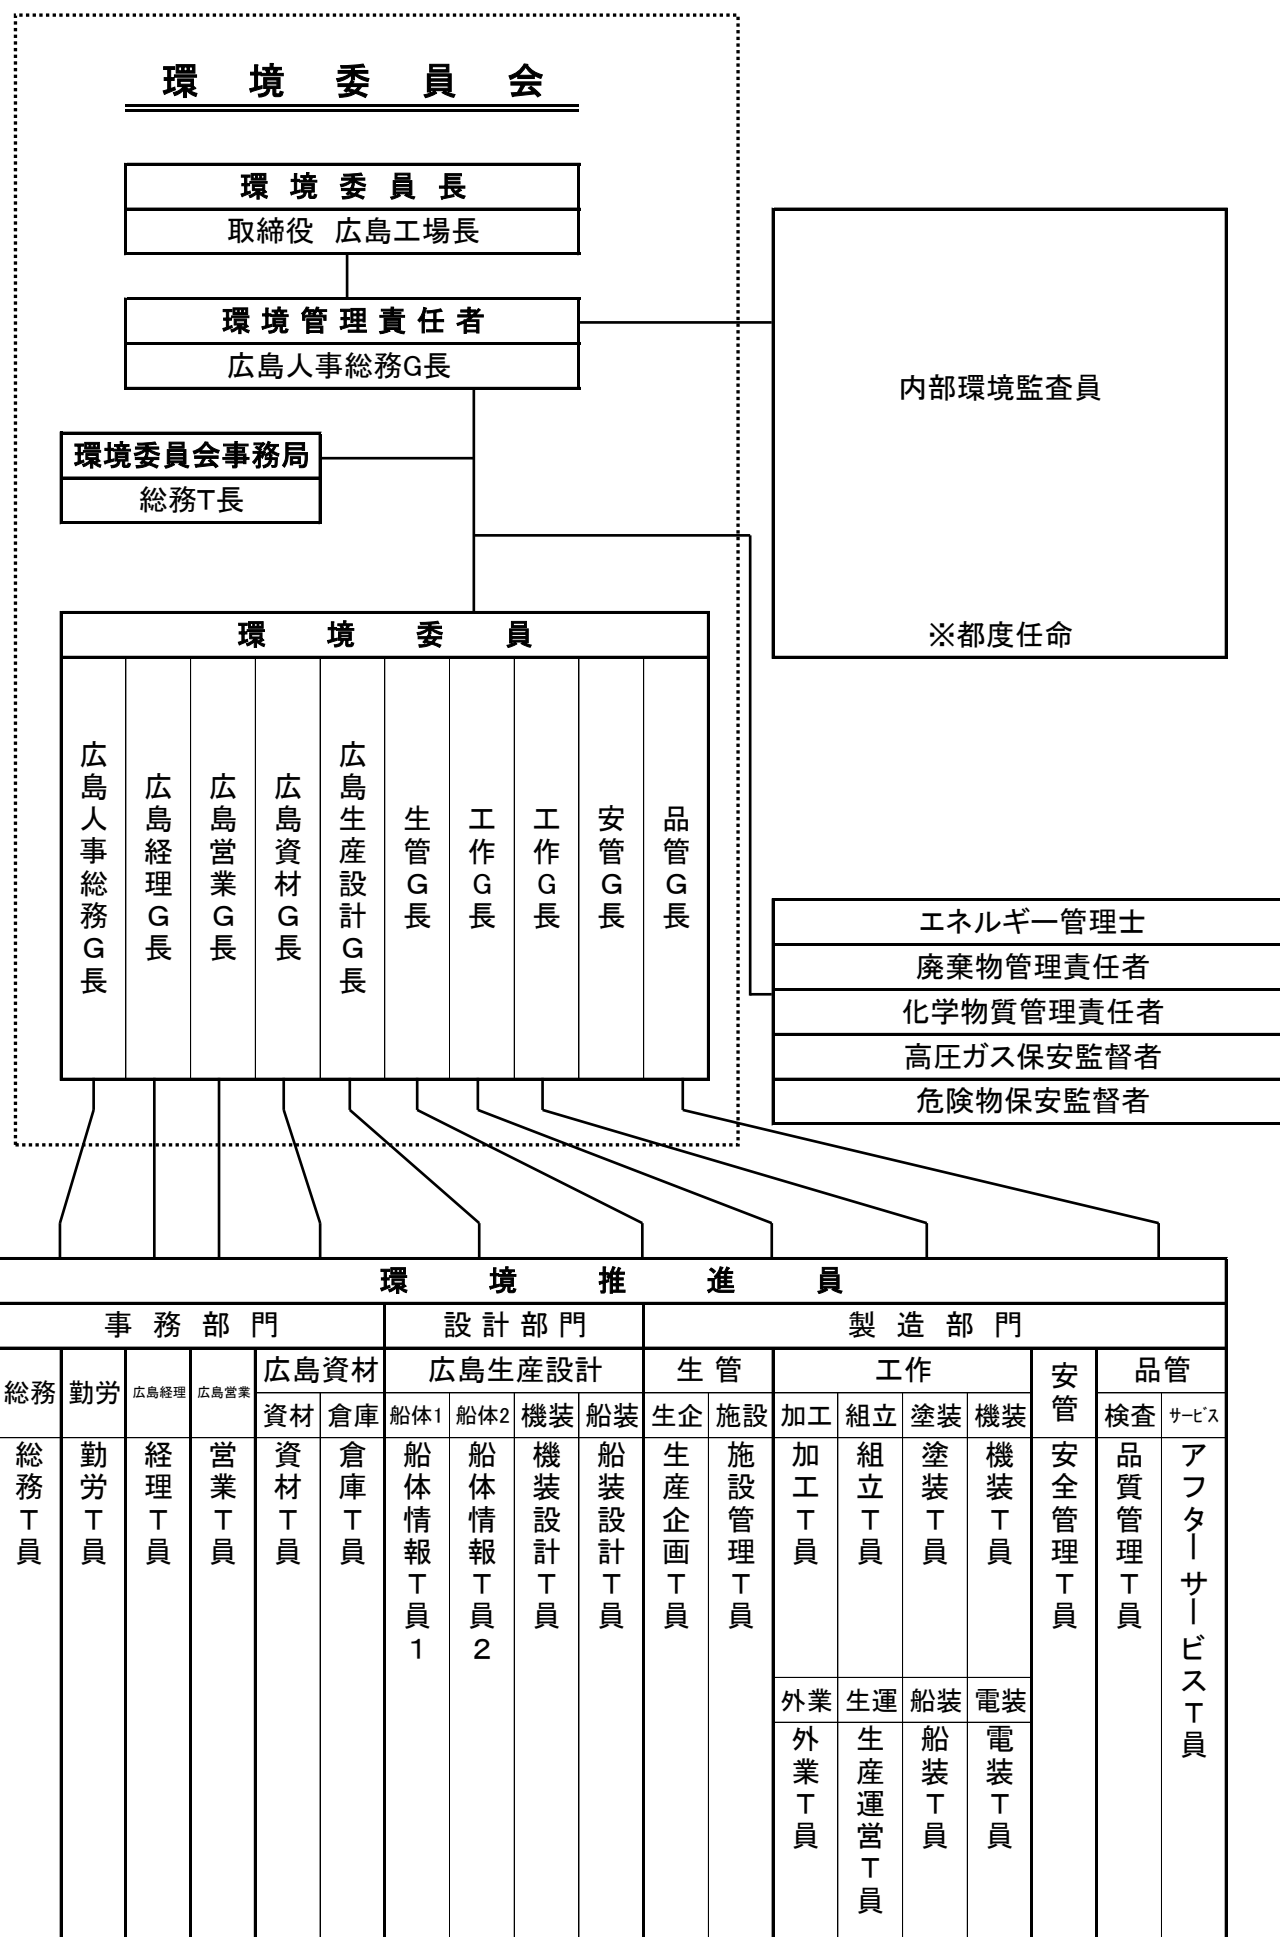 環境委員会
環境委員長
取締役 広島工場長
環境管理責任者
広島人事総務G長
内部環境監査員
※都度任命
環境委員会事務局
総務T長
環境委員
広島人事総務G長
広島経理G長
広島営業G長
広島資材G長
広島生産設計G長
生管G長
工作G長
工作G長
安管G長
品管G長
エネルギー管理士
廃棄物管理責任者
化学物質管理責任者
高圧ガス保安監督者
危険物保安監督者
環境推進員
事務部門
設計部門
製造部門
総務
勤労
広島経理
広島営業
広島資材
広島生産設計
生管
工作
安管
品管
資材
倉庫
船体1
船体2
機装
船装
生企
施設
加工
組立
塗装
機装
検査
ｻｰﾋﾞｽ
総務T員
勤労T員
経理T員
営業T員
資材T員
倉庫T員
船体情報T員1
船体情報T員2
機装設計T員
船装設計T員
生産企画T員
施設管理T員
加工T員
組立T員
塗装T員
機装T員
安全管理T員
品質管理T員
アフターサービスT員
外業
生運
船装
電装
外業T員
生産運営T員
船装T員
電装T員